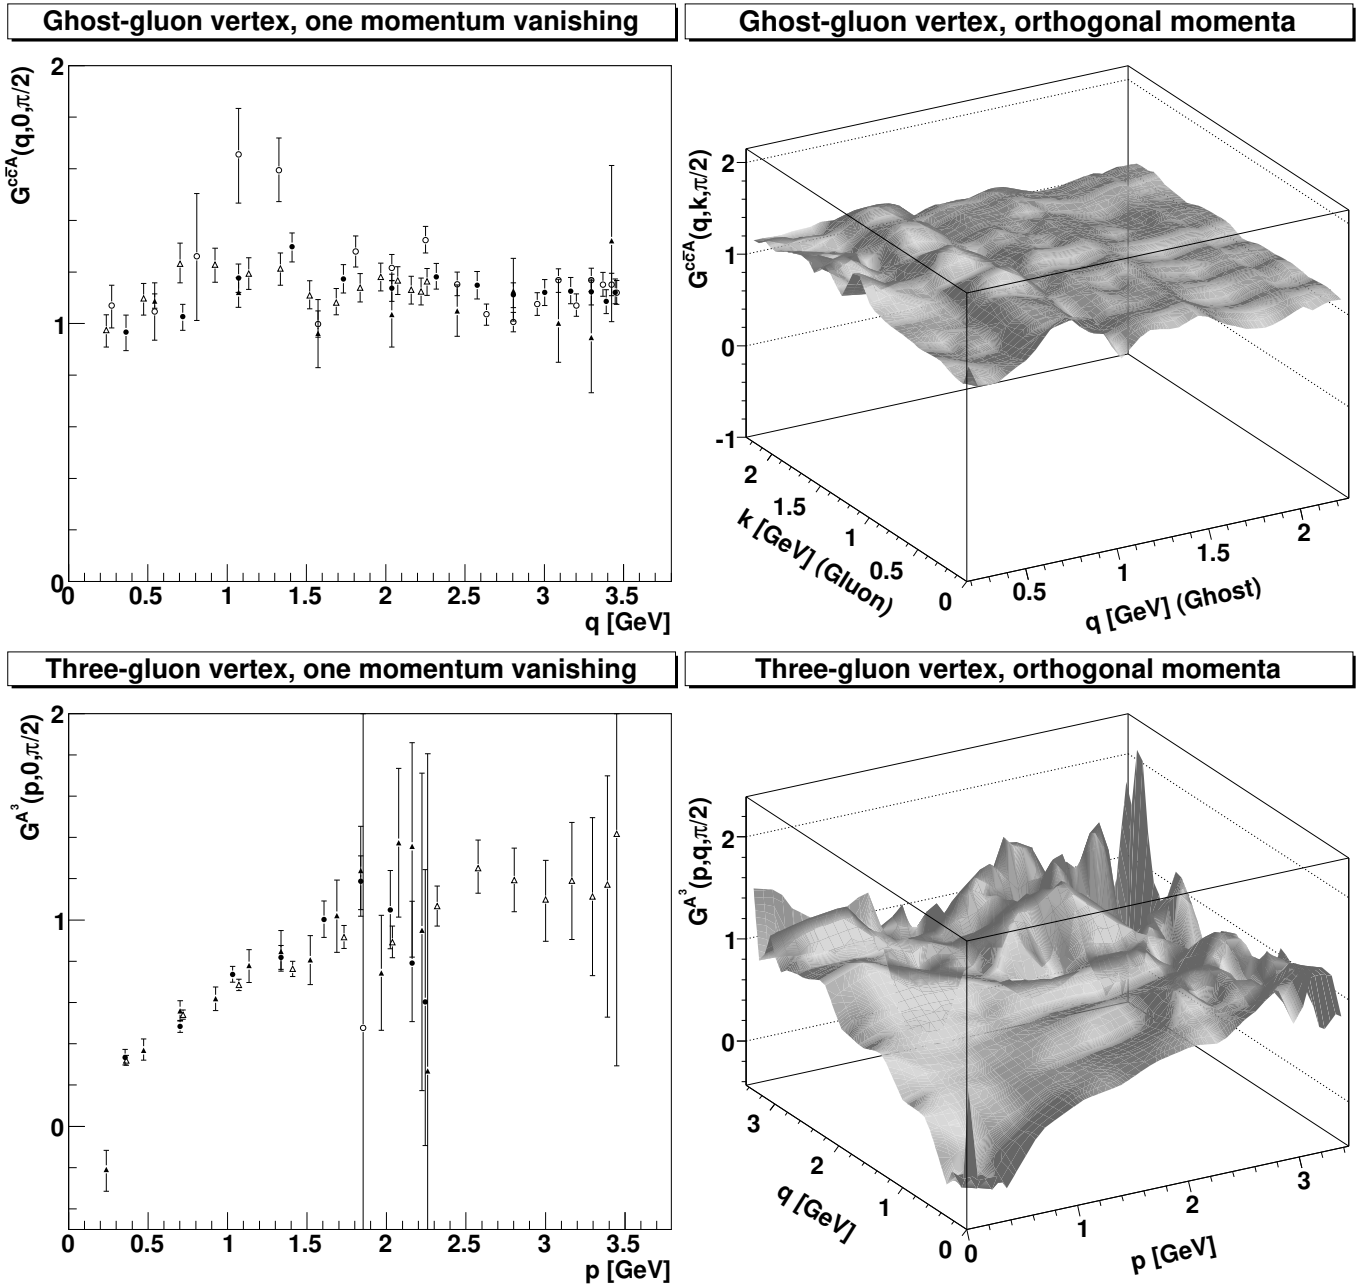 Ghost-gluon vertex, one momentum vanishing
G^{cc̄A}(q,0,π/2)
2
1
0
0 0.5 1 1.5 2 2.5 3 3.5
q [GeV]
Ghost-gluon vertex, orthogonal momenta
G^{cc̄A}(q,k,π/2)
2
1
0
-1
2 1.5 1 0.5 0
k [GeV] (Gluon)
0.5 1 1.5 2
q [GeV] (Ghost)
Three-gluon vertex, one momentum vanishing
G^{A^3}(p,0,π/2)
2
1
0
0 0.5 1 1.5 2 2.5 3 3.5
p [GeV]
Three-gluon vertex, orthogonal momenta
G^{A^3}(p,q,π/2)
2
1
0
3 2 1 0
q [GeV]
0 1 2 3
p [GeV]